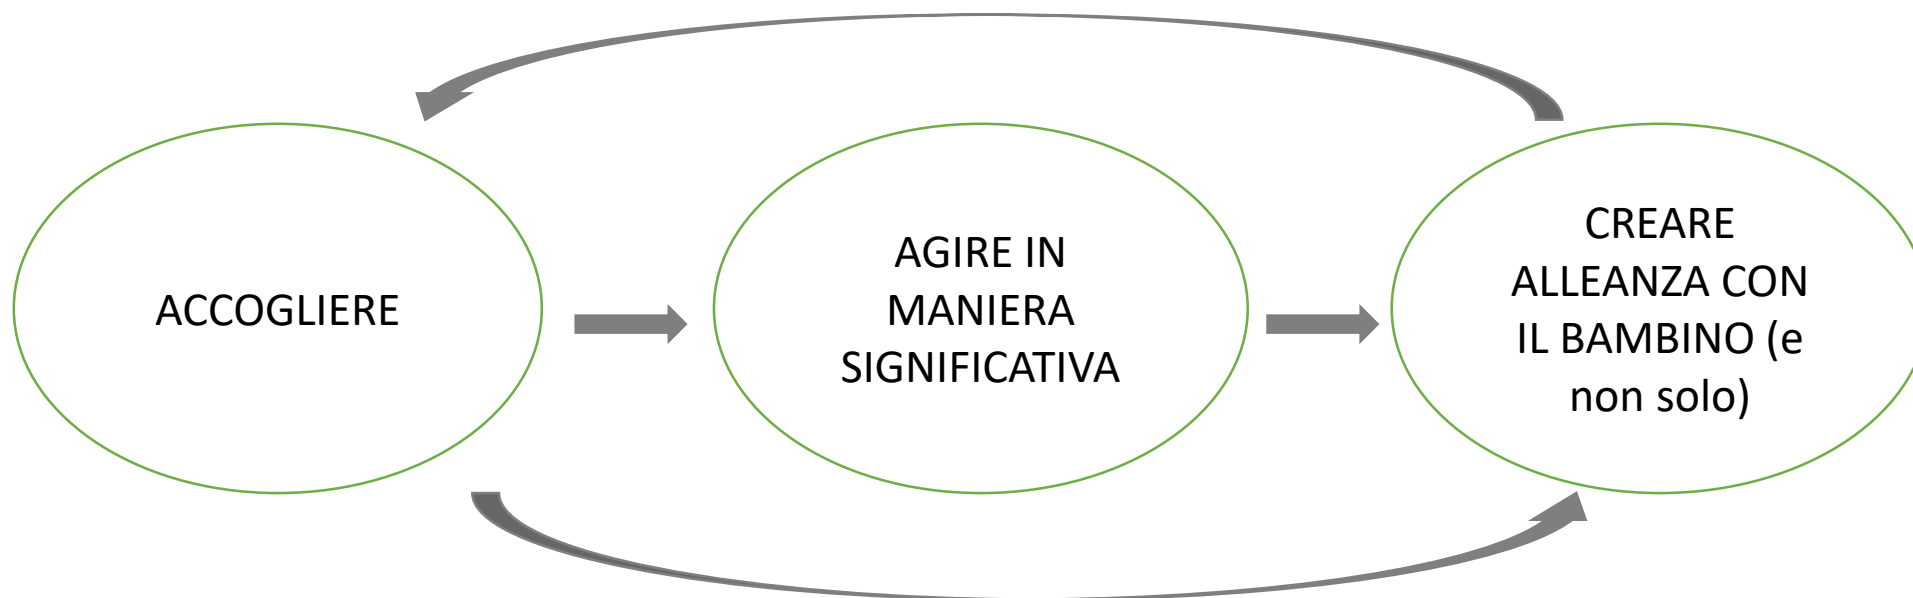 ACCOGLIERE
AGIRE IN
MANIERA
SIGNIFICATIVA
CREARE
ALLEANZA CON
IL BAMBINO (e
non solo)